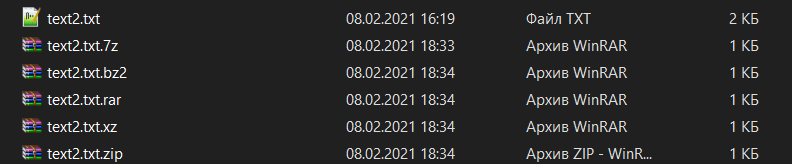 text2.txt 08.02.2021 16:19 Файл TXT 2 КБ
text2.txt.7z 08.02.2021 18:33 Архив WinRAR 1 КБ
text2.txt.bz2 08.02.2021 18:34 Архив WinRAR 1 КБ
text2.txt.rar 08.02.2021 18:34 Архив WinRAR 1 КБ
text2.txt.xz 08.02.2021 18:34 Архив WinRAR 1 КБ
text2.txt.zip 08.02.2021 18:34 Архив ZIP - WinR... 1 КБ